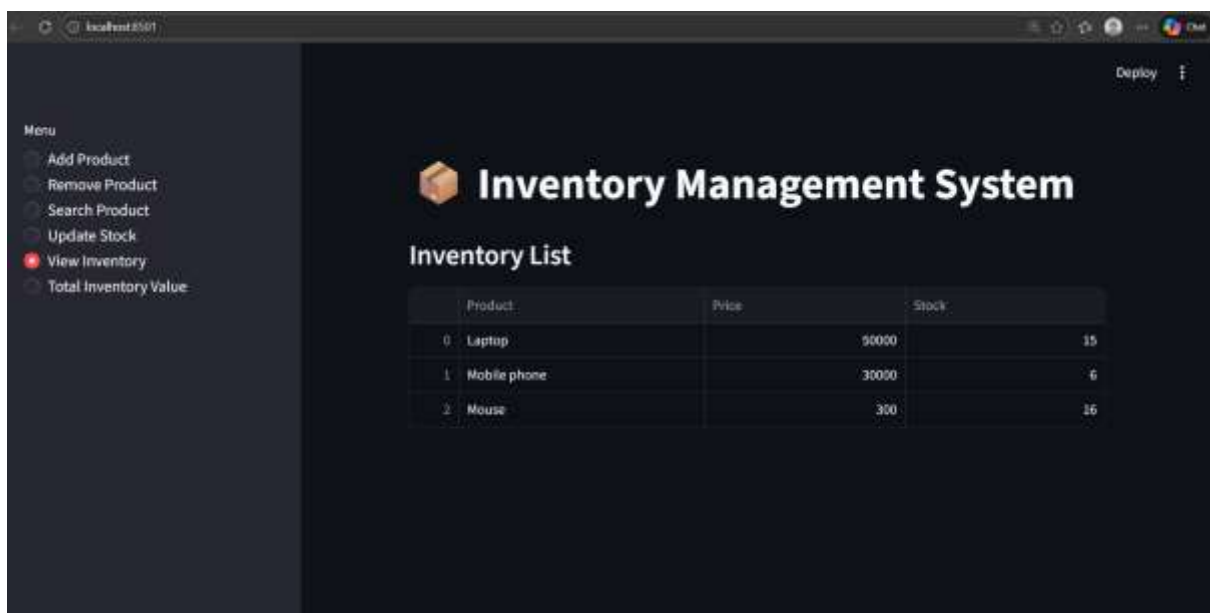 localhost:8501
Deploy
Menu
Add Product
Remove Product
Search Product
Update Stock
View Inventory
Total Inventory Value
Inventory Management System
Inventory List
Product Price Stock
0 Laptop 50000 15
1 Mobile phone 30000 6
2 Mouse 300 16